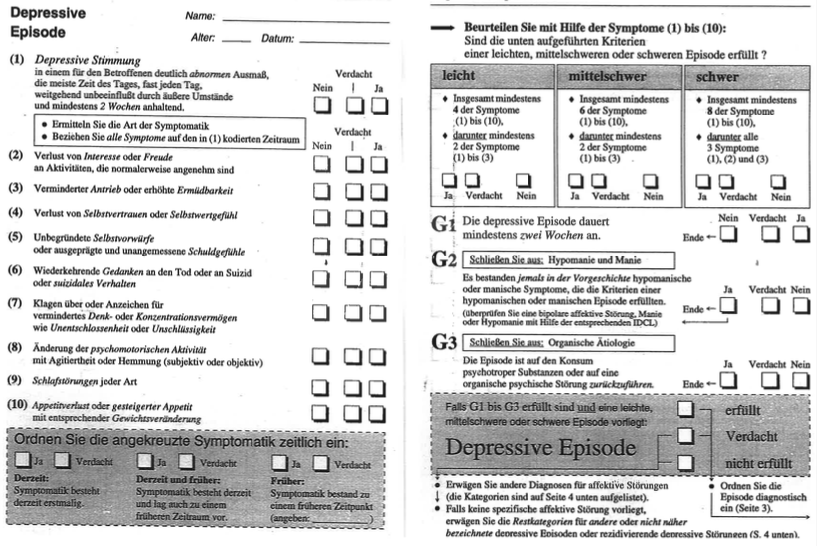 Depressive
Episode
Name:
Alter: Datum:
(1) Depressive Stimmung
in einem für den Betroffenen deutlich abnormen Ausmaß,
die meiste Zeit des Tages, fast jeden Tag,
weitgehend unbeeinflußt durch äußere Umstände
und mindestens 2 Wochen anhaltend.
Verdacht
Nein | Ja
• Ermitteln Sie die Art der Symptomatik
• Beziehen Sie alle Symptome auf den in (1) kodierten Zeitraum
Verdacht
Nein | Ja
(2) Verlust von Interesse oder Freude
an Aktivitäten, die normalerweise angenehm sind
(3) Verminderter Antrieb oder erhöhte Ermüdbarkeit
(4) Verlust von Selbstvertrauen oder Selbstwertgefühl
(5) Unbegründete Selbstvorwürfe
oder ausgeprägte und unangemessene Schuldgefühle
(6) Wiederkehrende Gedanken an den Tod oder an Suizid
oder suizidales Verhalten
(7) Klagen über oder Anzeichen für
vermindertes Denk- oder Konzentrationsvermögen
wie Unentschlossenheit oder Unschlüssigkeit
(8) Änderung der psychomotorischen Aktivität
mit Agitiertheit oder Hemmung (subjektiv oder objektiv)
(9) Schlafstörungen jeder Art
(10) Appetitverlust oder gesteigerter Appetit
mit entsprechender Gewichtsveränderung
Ordnen Sie die angekreuzte Symptomatik zeitlich ein:
Ja Verdacht Ja Verdacht Ja Verdacht
Derzeit:
Symptomatik besteht
derzeit erstmalig.
Derzeit und früher:
Symptomatik besteht derzeit
und lag auch zu einem
früheren Zeitraum vor.
Früher:
Symptomatik bestand zu
einem früheren Zeitpunkt
(angeben: )
Beurteilen Sie mit Hilfe der Symptome (1) bis (10):
Sind die unten aufgeführten Kriterien
einer leichten, mittelschweren oder schweren Episode erfüllt ?
leicht
♦ Insgesamt mindestens
4 der Symptome
(1) bis (10),
♦ darunter mindestens
2 der Symptome
(1) bis (3)
Ja Verdacht Nein
mittelschwer
♦ Insgesamt mindestens
6 der Symptome
(1) bis (10),
♦ darunter mindestens
2 der Symptome
(1) bis (3)
Ja Verdacht Nein
schwer
♦ Insgesamt mindestens
8 der Symptome
(1) bis (10),
♦ darunter alle
3 Symptome
(1), (2) und (3)
Ja Verdacht Nein
G1 Die depressive Episode dauert
mindestens zwei Wochen an.
Nein Verdacht Ja
Ende ←
G2 Schließen Sie aus: Hypomanie und Manie
Es bestanden jemals in der Vorgeschichte hypomanische
oder manische Symptome, die die Kriterien einer
hypomanischen oder manischen Episode erfüllten.
(überprüfen Sie eine bipolare affektive Störung, Manie
oder Hypomanie mit Hilfe der entsprechenden IDCL)
Ja Verdacht Nein
Ende ←
G3 Schließen Sie aus: Organische Ätiologie
Die Episode ist auf den Konsum
psychotroper Substanzen oder auf eine
organische psychische Störung zurückzuführen.
Ja Verdacht Nein
Ende ←
Falls G1 bis G3 erfüllt sind und eine leichte,
mittelschwere oder schwere Episode vorliegt:
Depressive Episode
erfüllt
Verdacht
nicht erfüllt
• Erwägen Sie andere Diagnosen für affektive Störungen
(die Kategorien sind auf Seite 4 unten aufgelistet).
• Falls keine spezifische affektive Störung vorliegt,
erwägen Sie die Restkategorien für andere oder nicht näher
bezeichnete depressive Episoden oder rezidivierende depressive Störungen (S. 4 unten).
• Ordnen Sie die
Episode diagnostisch
ein (Seite 3).